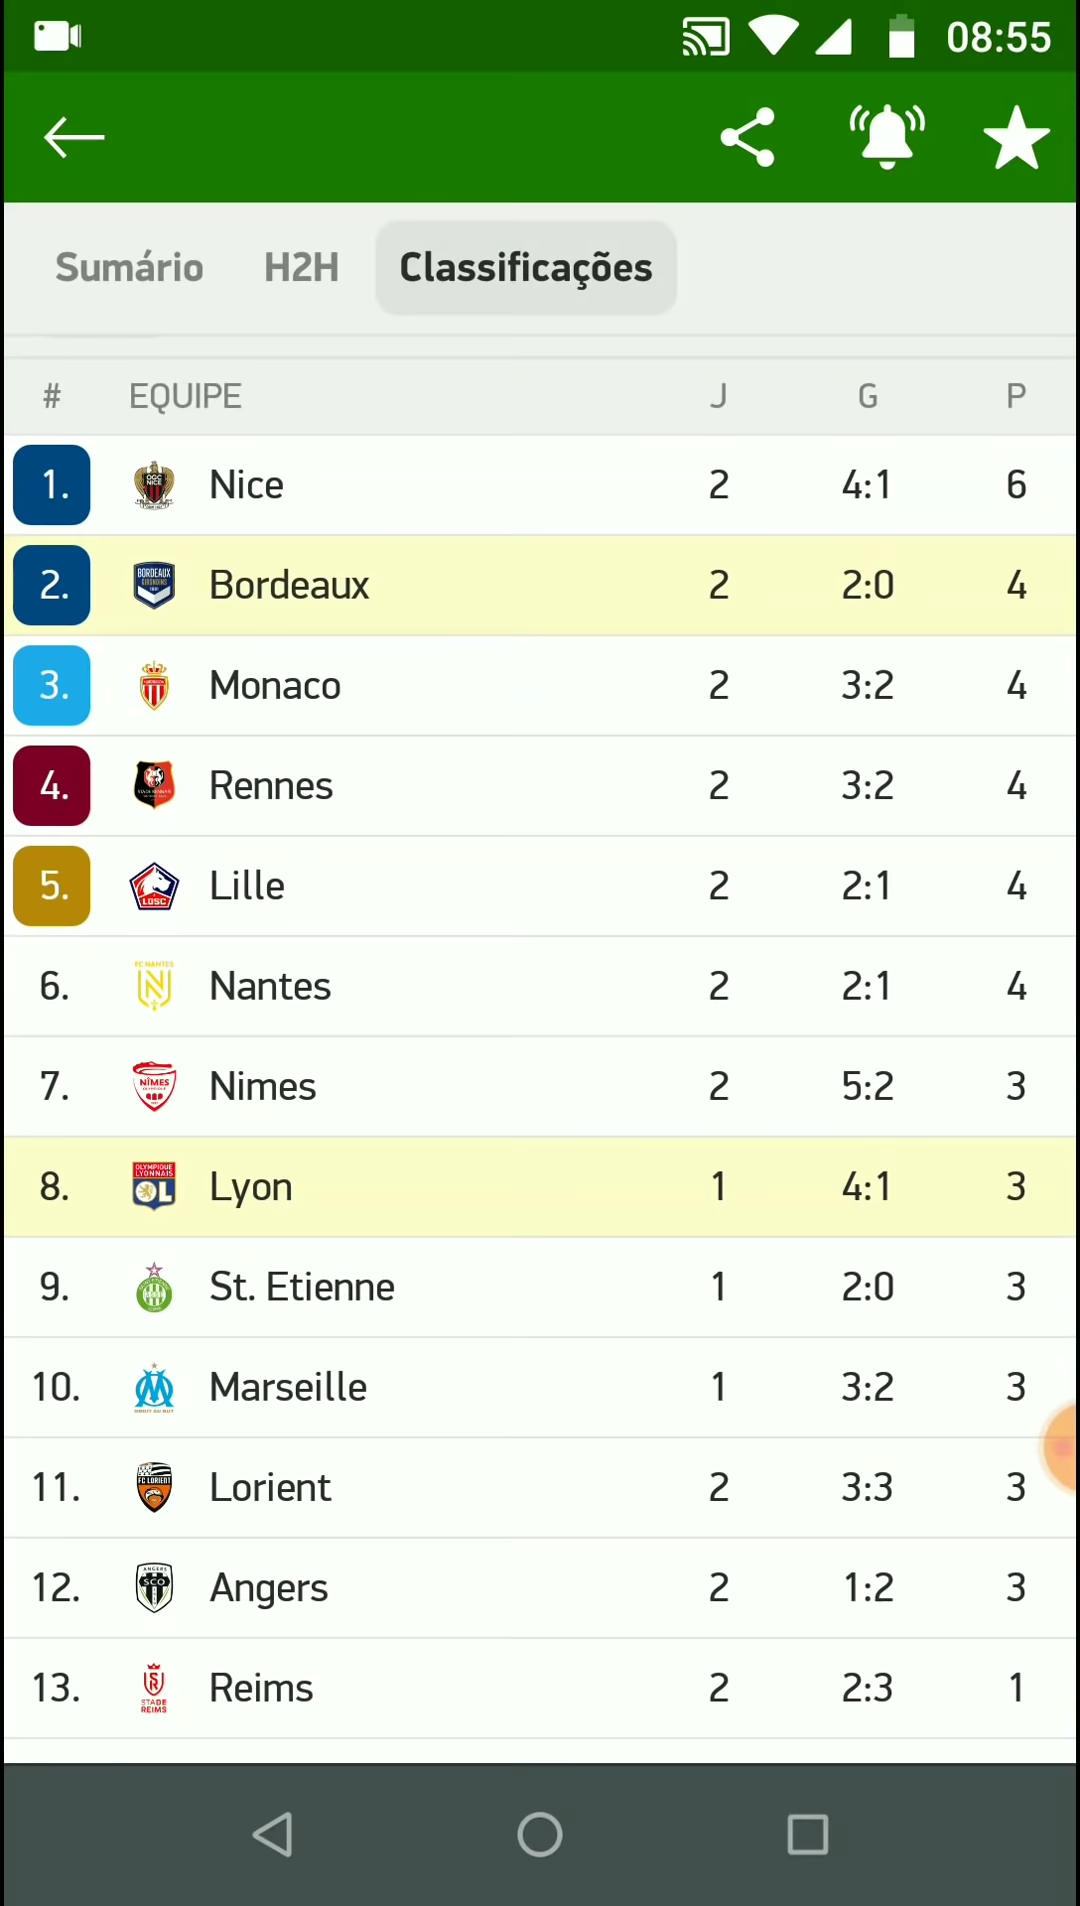 08:55
Sumário H2H Classificações
# EQUIPE J G P
1. Nice 2 4:1 6
2. Bordeaux 2 2:0 4
3. Monaco 2 3:2 4
4. Rennes 2 3:2 4
5. Lille 2 2:1 4
6. Nantes 2 2:1 4
7. Nimes 2 5:2 3
8. Lyon 1 4:1 3
9. St. Etienne 1 2:0 3
10. Marseille 1 3:2 3
11. Lorient 2 3:3 3
12. Angers 2 1:2 3
13. Reims 2 2:3 1